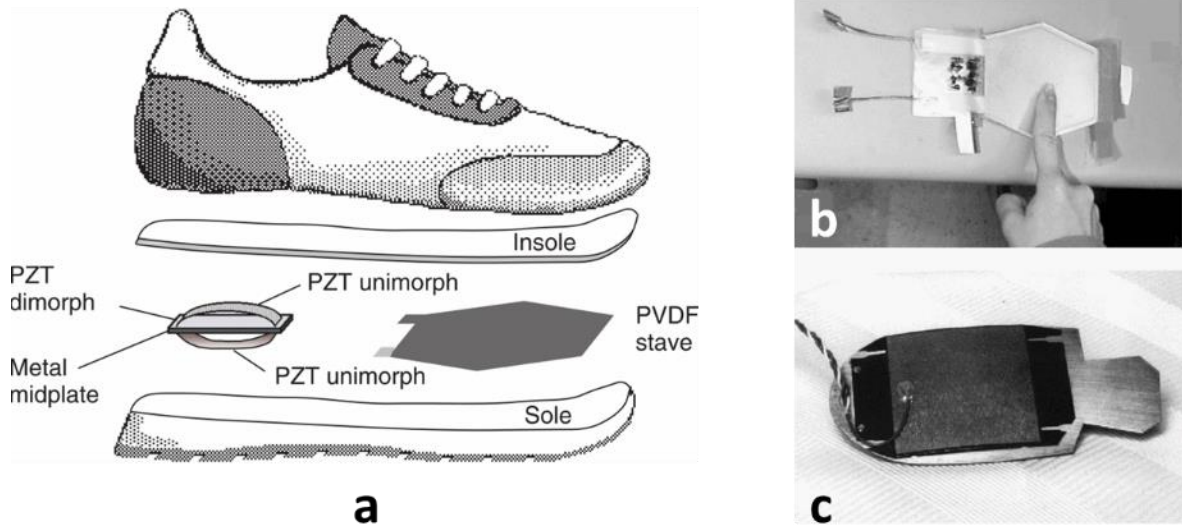 Insole
PZT
dimorph
PZT unimorph
PVDF
stave
Metal
midplate
PZT unimorph
Sole
a
b
c